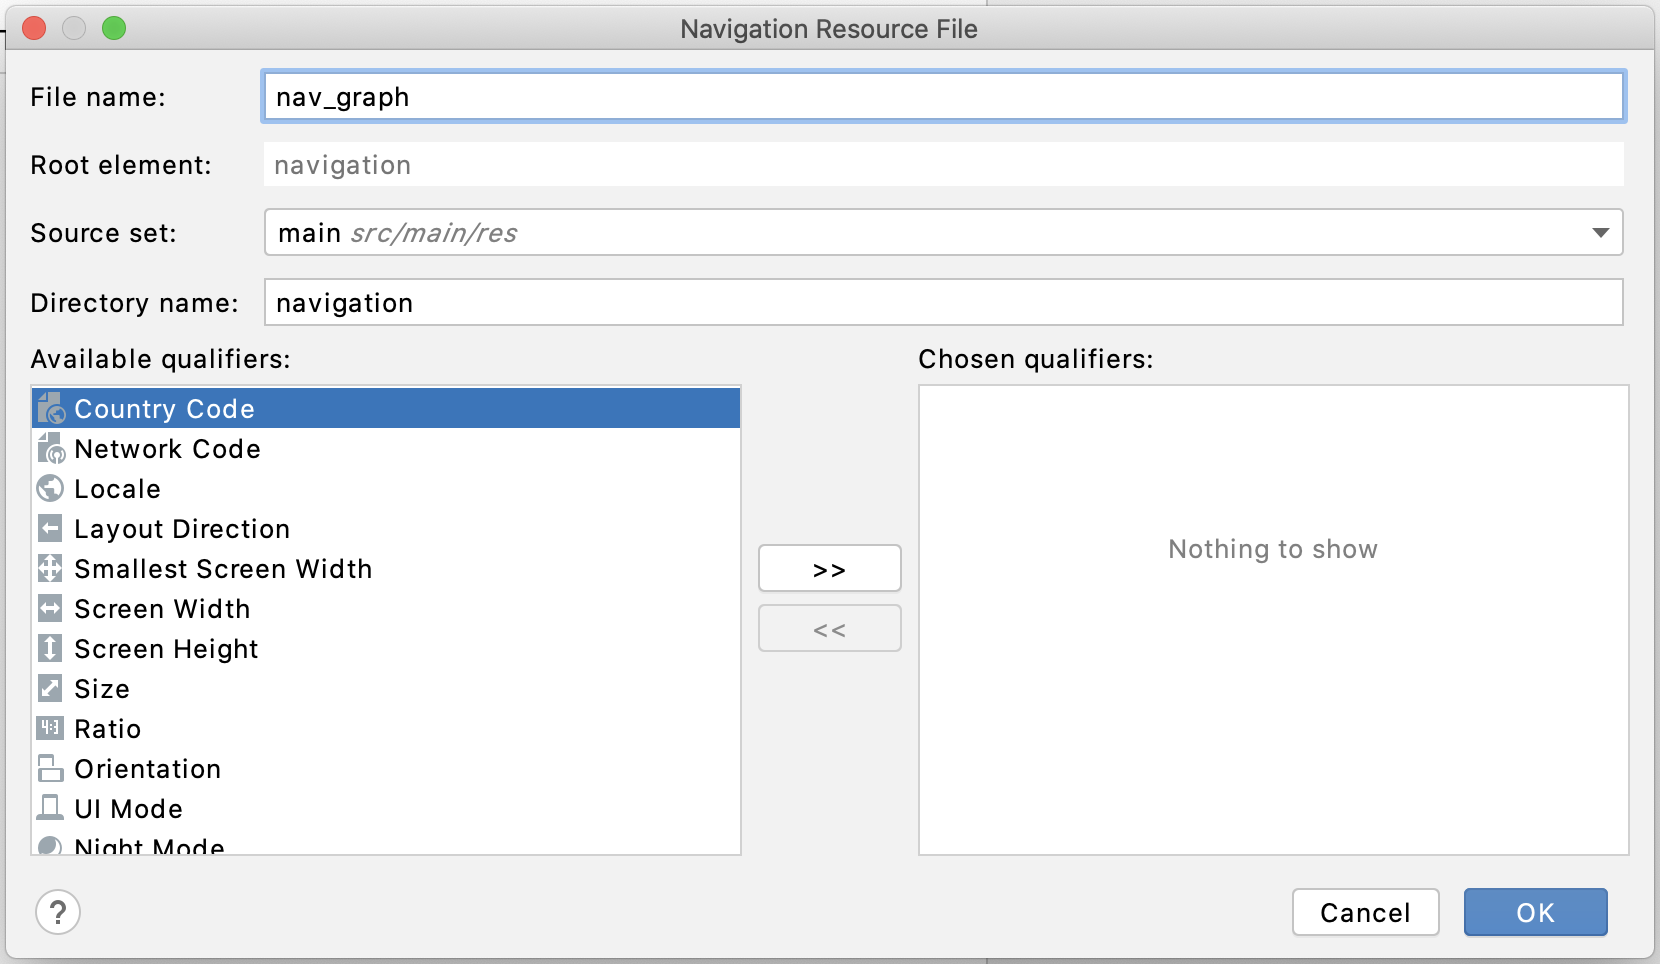 Navigation Resource File
File name: nav_graph
Root element: navigation
Source set: main src/main/res
Directory name: navigation
Available qualifiers:
Country Code
Network Code
Locale
Layout Direction
Smallest Screen Width
Screen Width
Screen Height
Size
4:3 Ratio
Orientation
UI Mode
Night Mode
>>
<<
Chosen qualifiers:
Nothing to show
?
Cancel
OK